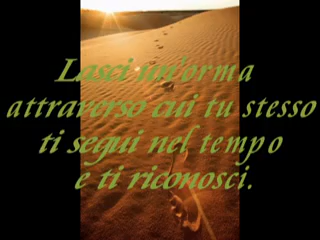 Lasci un'orma
attraverso cui tu stesso
ti segui nel tempo
e ti riconosci.